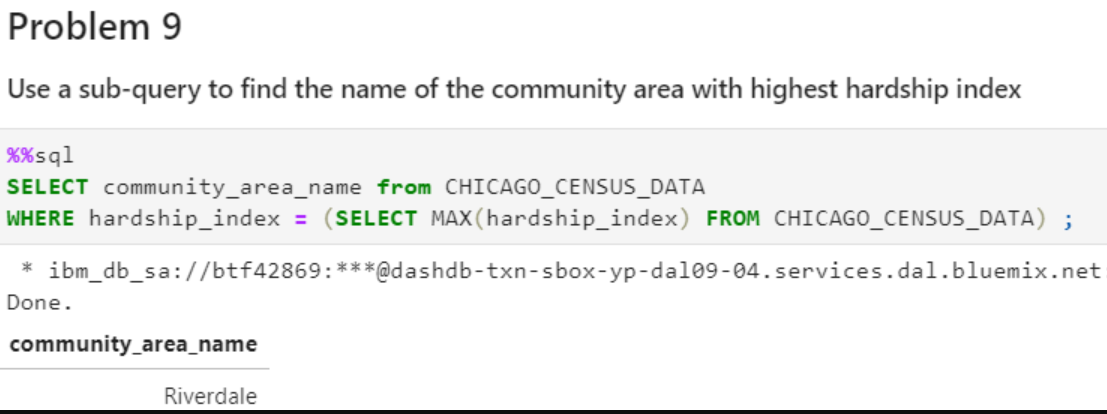 Problem 9
Use a sub-query to find the name of the community area with highest hardship index
%%sql
SELECT community_area_name from CHICAGO_CENSUS_DATA
WHERE hardship_index = (SELECT MAX(hardship_index) FROM CHICAGO_CENSUS_DATA) ;
* ibm_db_sa://btf42869:***@dashdb-txn-sbox-yp-dal09-04.services.dal.bluemix.net:
Done.
community_area_name
Riverdale